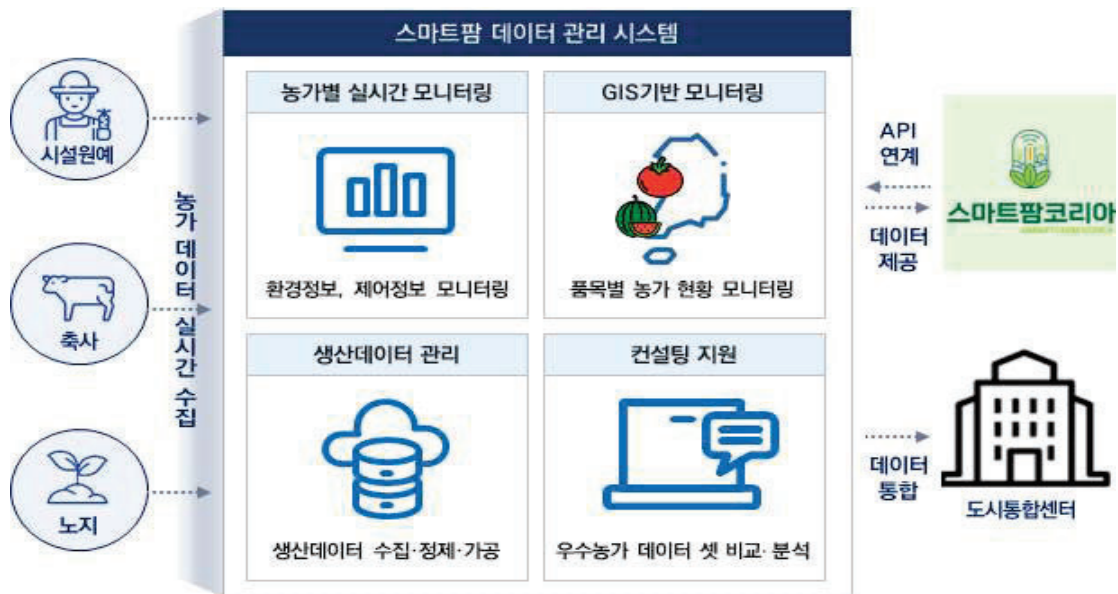 스마트팜 데이터 관리 시스템
시설원예
축사
노지
농가 데이터 실시간 수집
농가별 실시간 모니터링
환경정보, 제어정보 모니터링
GIS기반 모니터링
품목별 농가 현황 모니터링
생산데이터 관리
생산데이터 수집·정제·가공
컨설팅 지원
우수농가 데이터 셋 비교·분석
API
연계
데이터
제공
스마트팜코리아
데이터
통합
도시통합센터